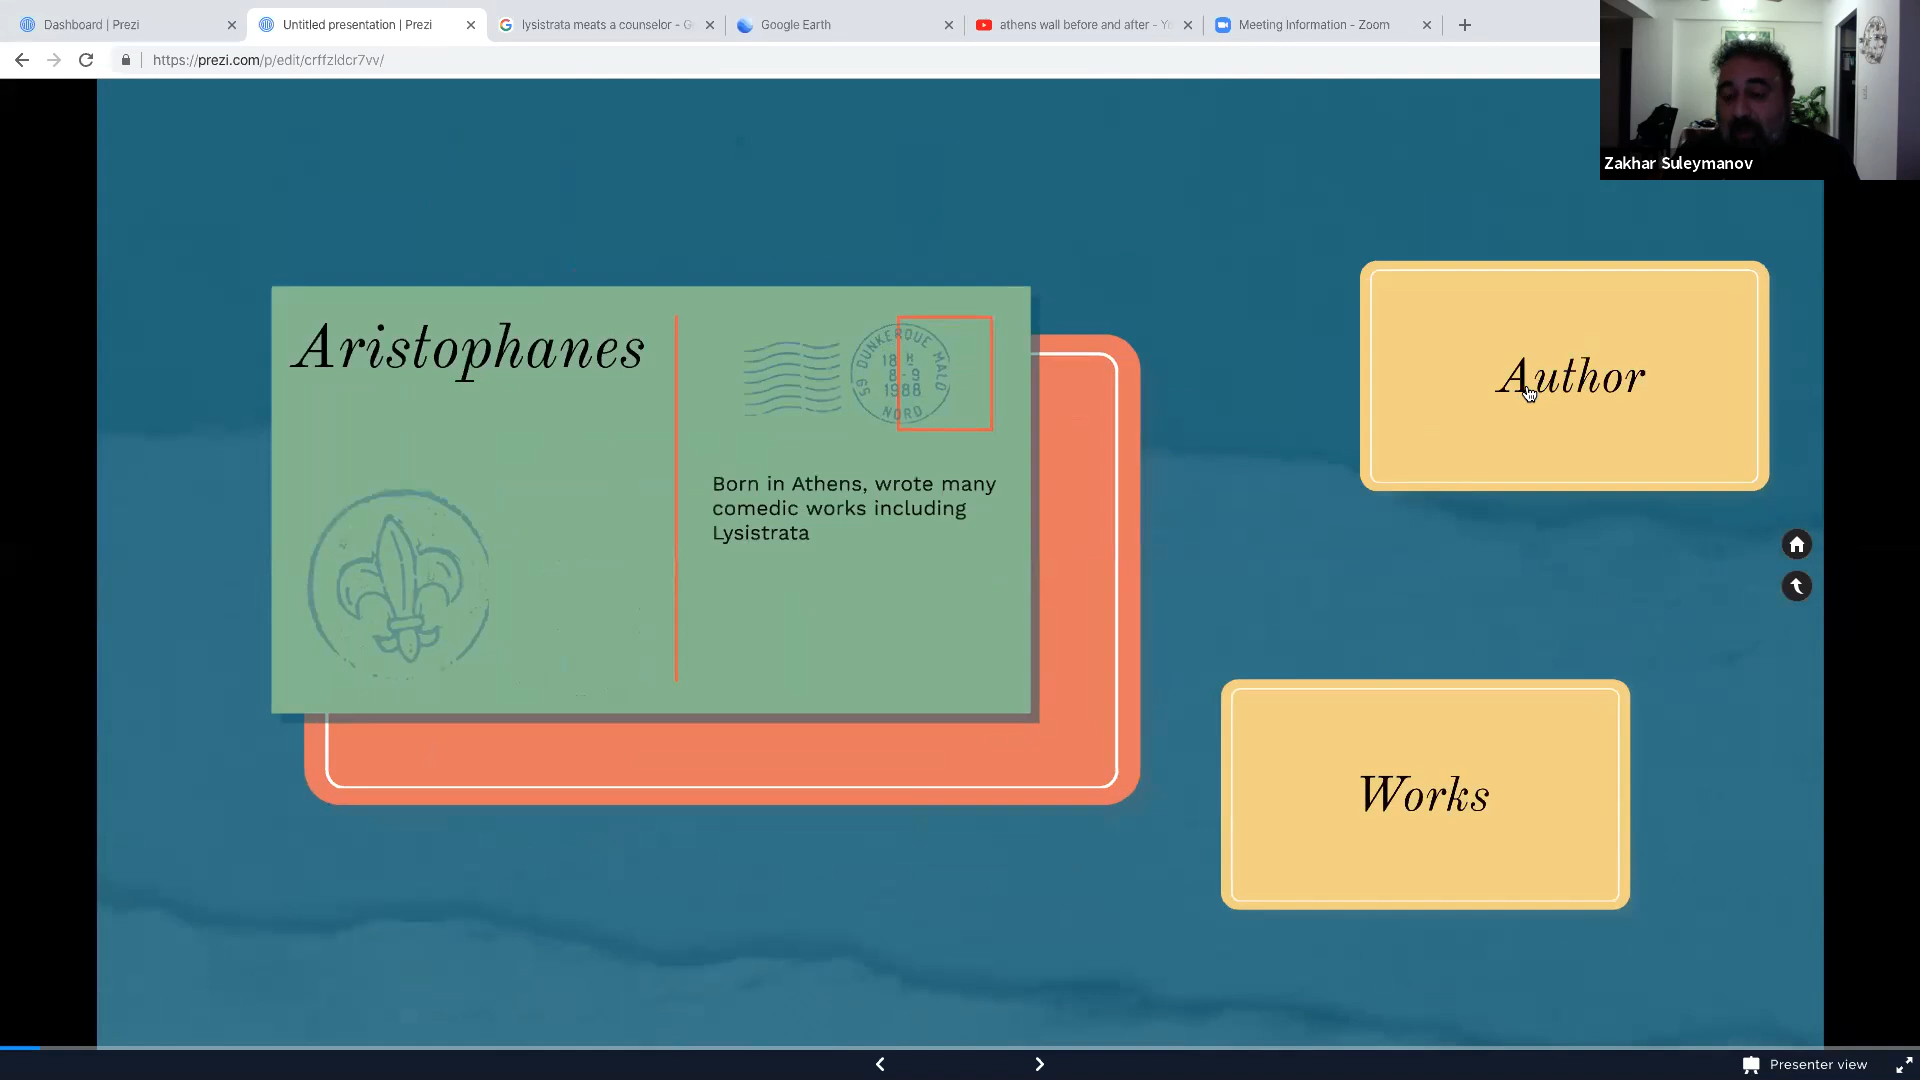 Dashboard | Prezi
Untitled presentation | Prezi
lysistrata meats a counselor - G
Google Earth
athens wall before and after - Yo
Meeting Information - Zoom
https://prezi.com/p/edit/crffzldcr7vv/
Zakhar Suleymanov
Aristophanes
59 DUNKERQUE MALO
18 H
8-9
1988
NORD
Born in Athens, wrote many
comedic works including
Lysistrata
Author
Works
Presenter view